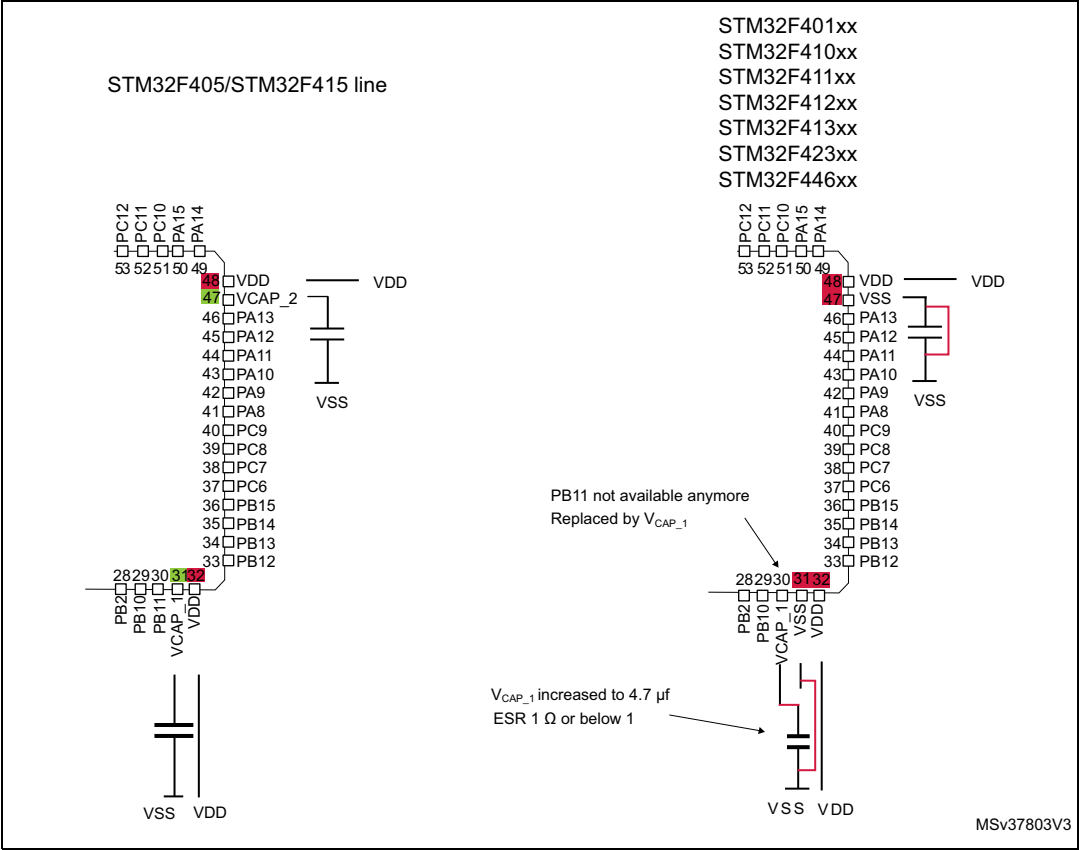 STM32F405/STM32F415 line
PC12
PC11
PC10
PA15
PA14
53 52 51 50 49
48 VDD
VDD
47 VCAP_2
46 PA13
45 PA12
44 PA11
43 PA10
42 PA9
41 PA8
40 PC9
39 PC8
38 PC7
37 PC6
36 PB15
35 PB14
34 PB13
33 PB12
VSS
28 29 30 31 32
PB2
PB10
PB11
VCAP_1
VDD
VSS VDD
STM32F401xx
STM32F410xx
STM32F411xx
STM32F412xx
STM32F413xx
STM32F423xx
STM32F446xx
PC12
PC11
PC10
PA15
PA14
53 52 51 50 49
48 VDD
VDD
47 VSS
46 PA13
45 PA12
44 PA11
43 PA10
42 PA9
41 PA8
40 PC9
39 PC8
38 PC7
37 PC6
36 PB15
35 PB14
34 PB13
33 PB12
VSS
PB11 not available anymore
Replaced by VCAP_1
28 29 30 31 32
PB2
PB10
VCAP_1
VSS
VDD
VCAP_1 increased to 4.7 µf
ESR 1 Ω or below 1
VSS VDD
MSv37803V3